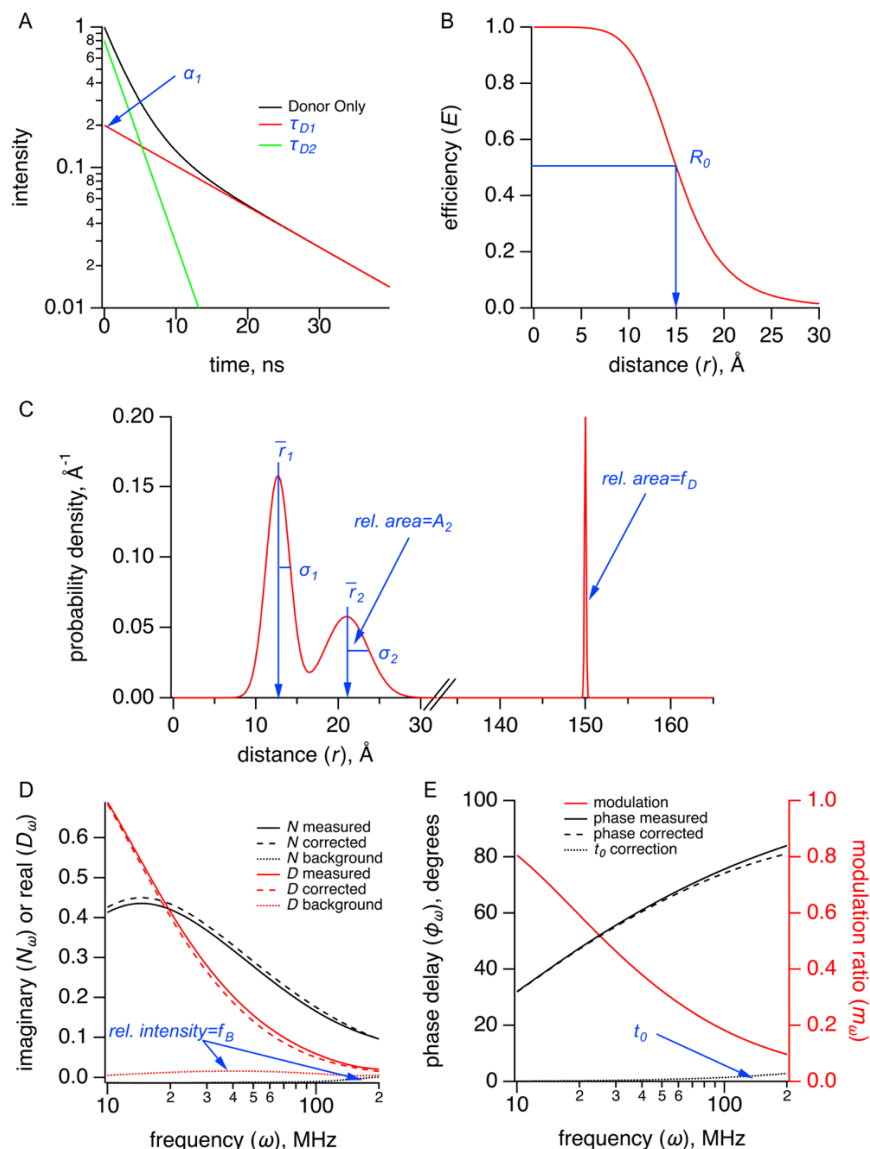 A
intensity
1
8
6
4
2
0.1
8
6
4
2
0.01
α1
Donor Only
τD1
τD2
0
10
20
30
time, ns
B
efficiency (E)
1.0
0.8
0.6
0.4
0.2
0.0
R0
0
5
10
15
20
25
30
distance (r), Å
C
probability density, Å-1
0.20
0.15
0.10
0.05
0.00
r̄1
σ1
rel. area=A2
r̄2
σ2
rel. area=fD
0
10
20
30
140
150
160
distance (r), Å
D
imaginary (Nω) or real (Dω)
0.6
0.5
0.4
0.3
0.2
0.1
0.0
N measured
N corrected
N background
D measured
D corrected
D background
rel. intensity=fB
10
2
3
4
5
6
100
2
frequency (ω), MHz
E
phase delay (ϕω), degrees
100
80
60
40
20
0
modulation
phase measured
phase corrected
t0 correction
t0
1.0
0.8
0.6
0.4
0.2
0.0
modulation ratio (mω)
10
2
3
4
5
6
100
2
frequency (ω), MHz